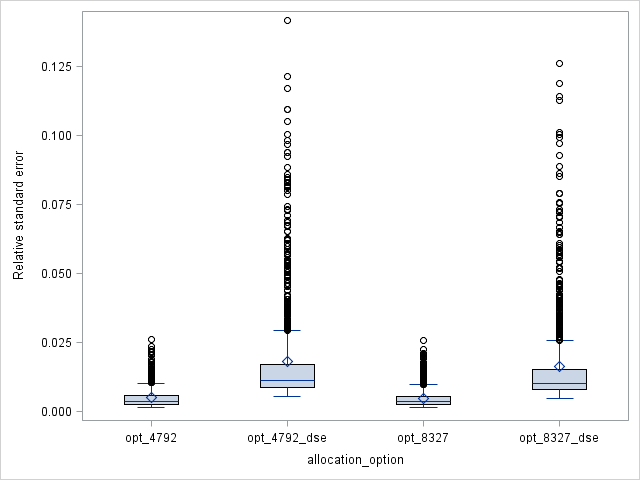 0.125
0.100
0.075
0.050
0.025
0.000
Relative standard error
opt_4792 opt_4792_dse opt_8327 opt_8327_dse
allocation_option